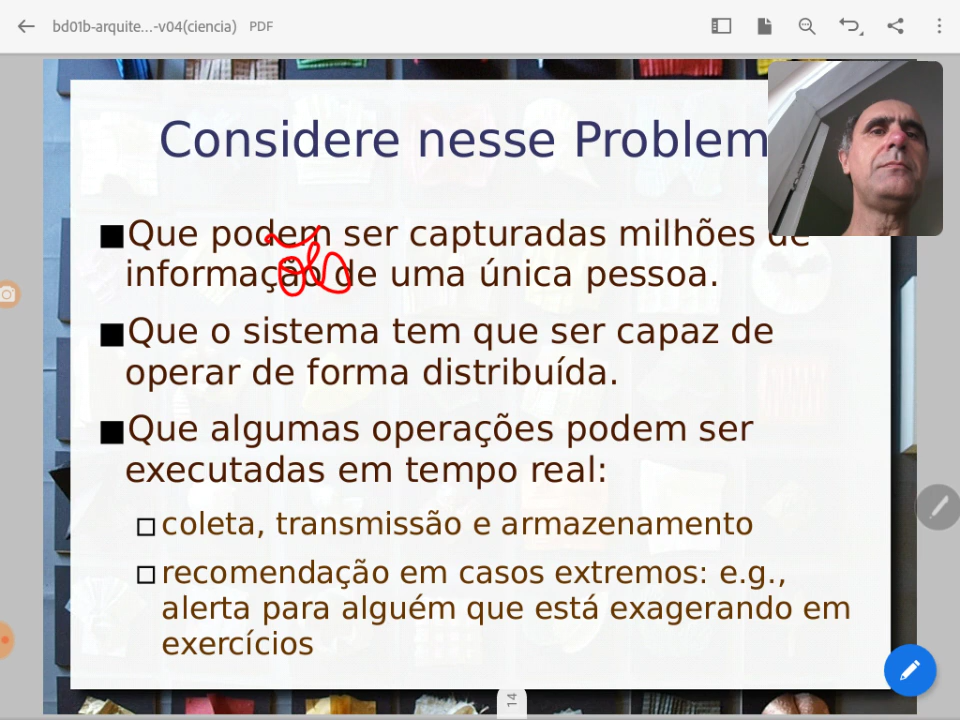 bd01b-arquite...-v04(ciencia) PDF
Considere nesse Problem
Que podem ser capturadas milhões de
informação de uma única pessoa.
Que o sistema tem que ser capaz de
operar de forma distribuída.
Que algumas operações podem ser
executadas em tempo real:
coleta, transmissão e armazenamento
recomendação em casos extremos: e.g.,
alerta para alguém que está exagerando em
exercícios
14